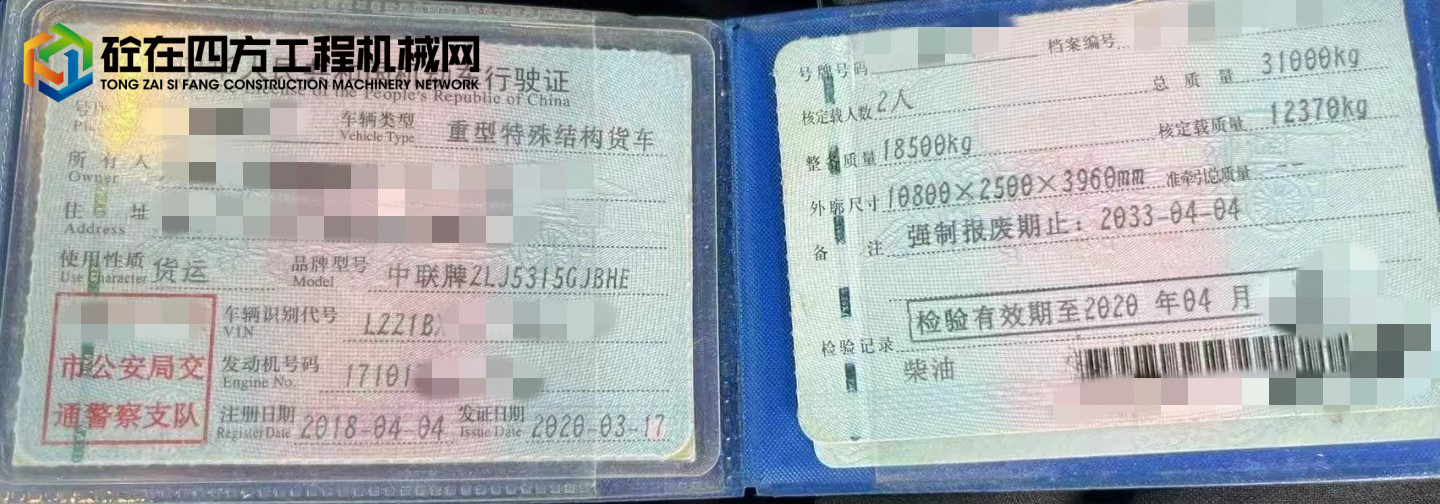 砼在四方工程机械网
TONG ZAI SI FANG CONSTRUCTION MACHINERY NETWORK
行驶证
License of the People's Republic of China
车辆类型 重型特殊结构货车
Vehicle Type
所有人
Owner
住 址
Address
使用性质 货运 品牌型号 中联牌ZLJ5315GJBHE
Use Character Model
车辆识别代号 L221B
VIN
发动机号码 17101
Engine No.
市公安局交
通警察支队
注册日期 2018-04-04 发证日期 2020-03-17
Register Date Issue Date
号牌号码 档案编号
核定载人数 2人 总 质 量 31000kg
整备质量 18500kg 核定载质量 12370kg
外廓尺寸 10800×2500×3960mm 准牵引总质量 --
备 注 强制报废期止：2033-04-04
检验有效期至2020 年04 月
检验记录
柴油